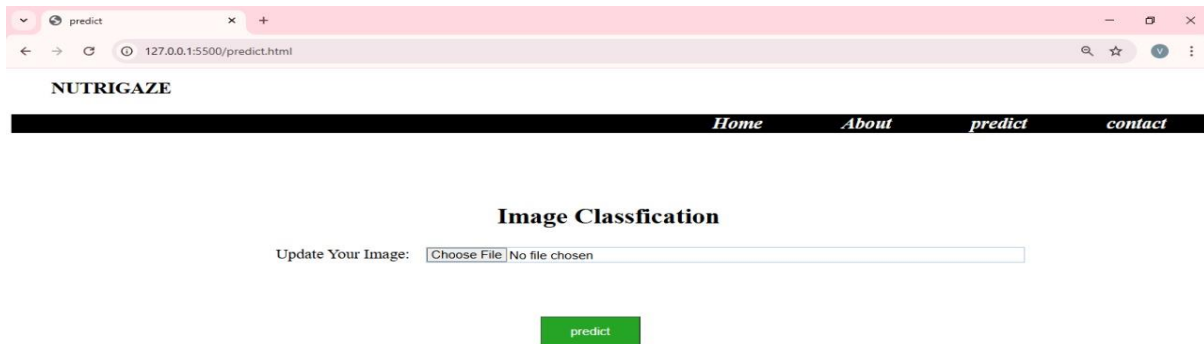 predict
127.0.0.1:5500/predict.html
V
NUTRIGAZE
Home About predict contact
Image Classfication
Update Your Image: Choose File No file chosen
predict